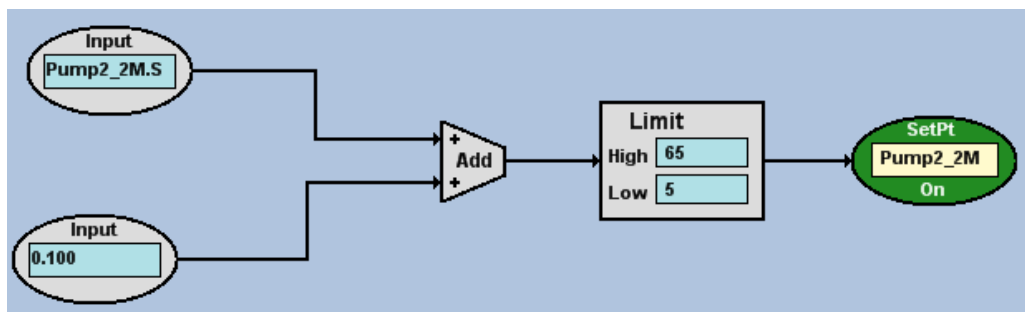 Input
Pump2_2M.S
+
Add
+
Input
0.100
Limit
High 65
Low 5
SetPt
Pump2_2M
On